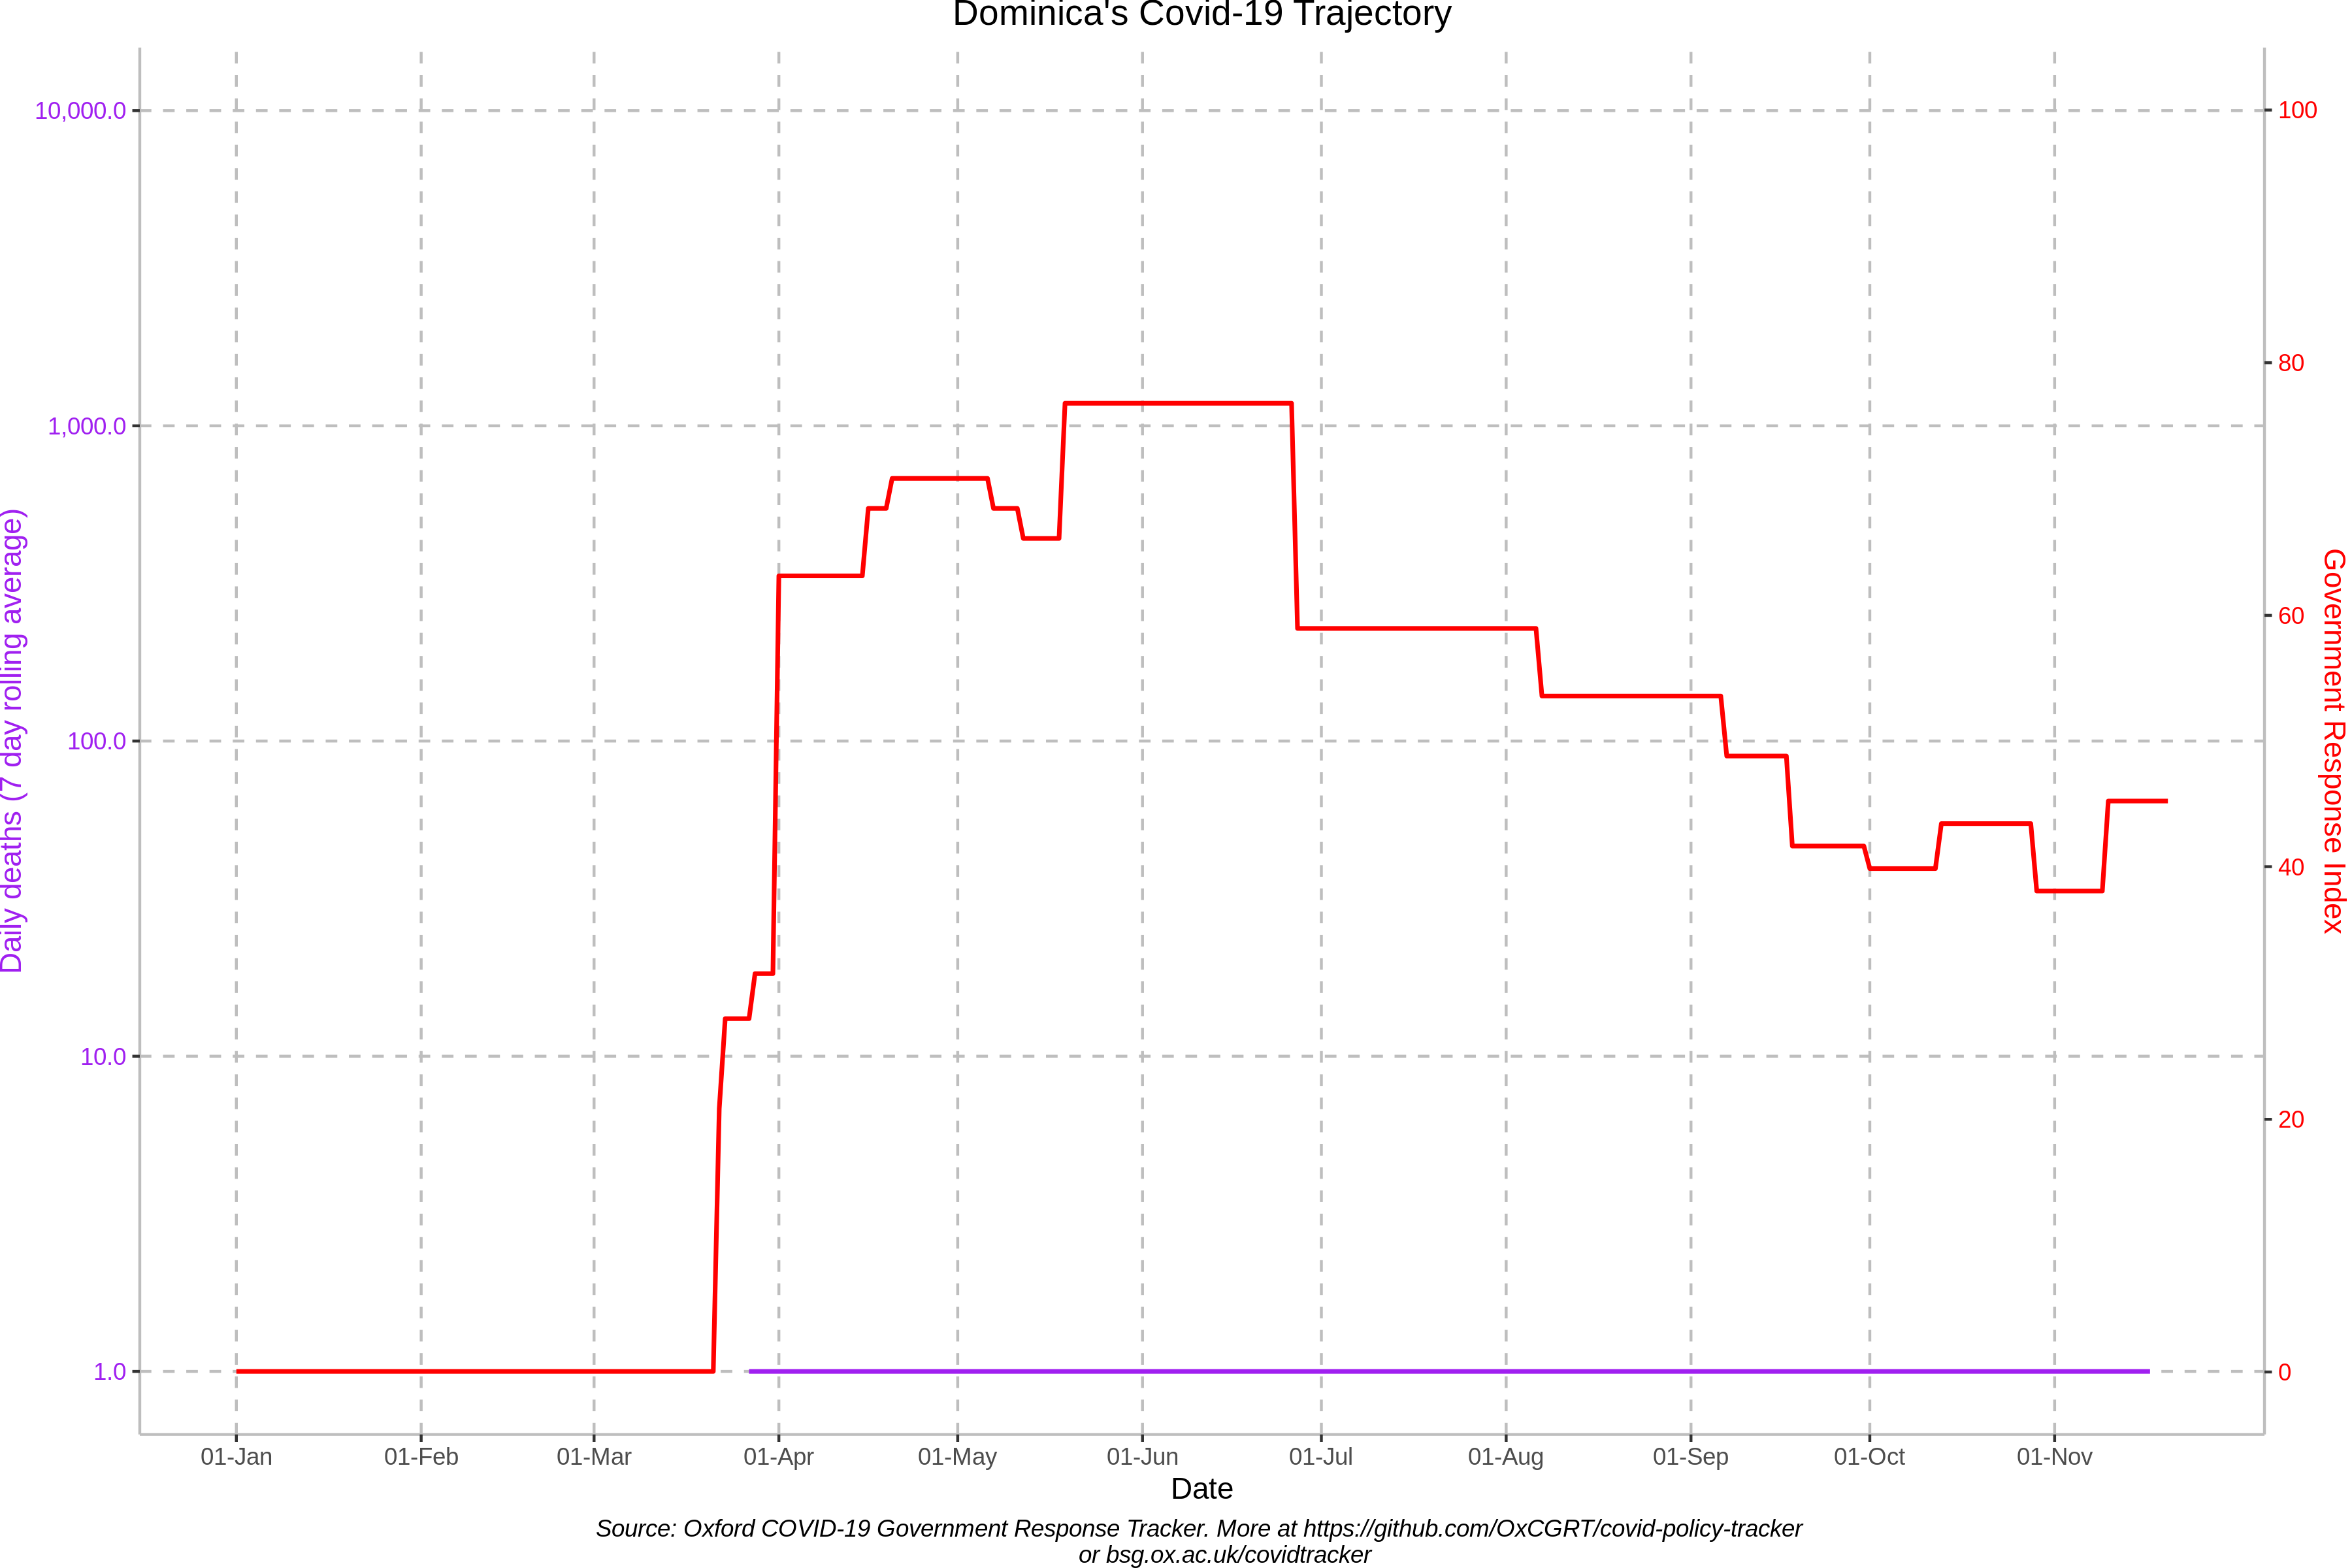 Dominica's Covid-19 Trajectory
10,000.0
1,000.0
100.0
10.0
1.0
Daily deaths (7 day rolling average)
100
80
60
40
20
0
Government Response Index
01-Jan 01-Feb 01-Mar 01-Apr 01-May 01-Jun 01-Jul 01-Aug 01-Sep 01-Oct 01-Nov
Date
Source: Oxford COVID-19 Government Response Tracker. More at https://github.com/OxCGRT/covid-policy-tracker
or bsg.ox.ac.uk/covidtracker